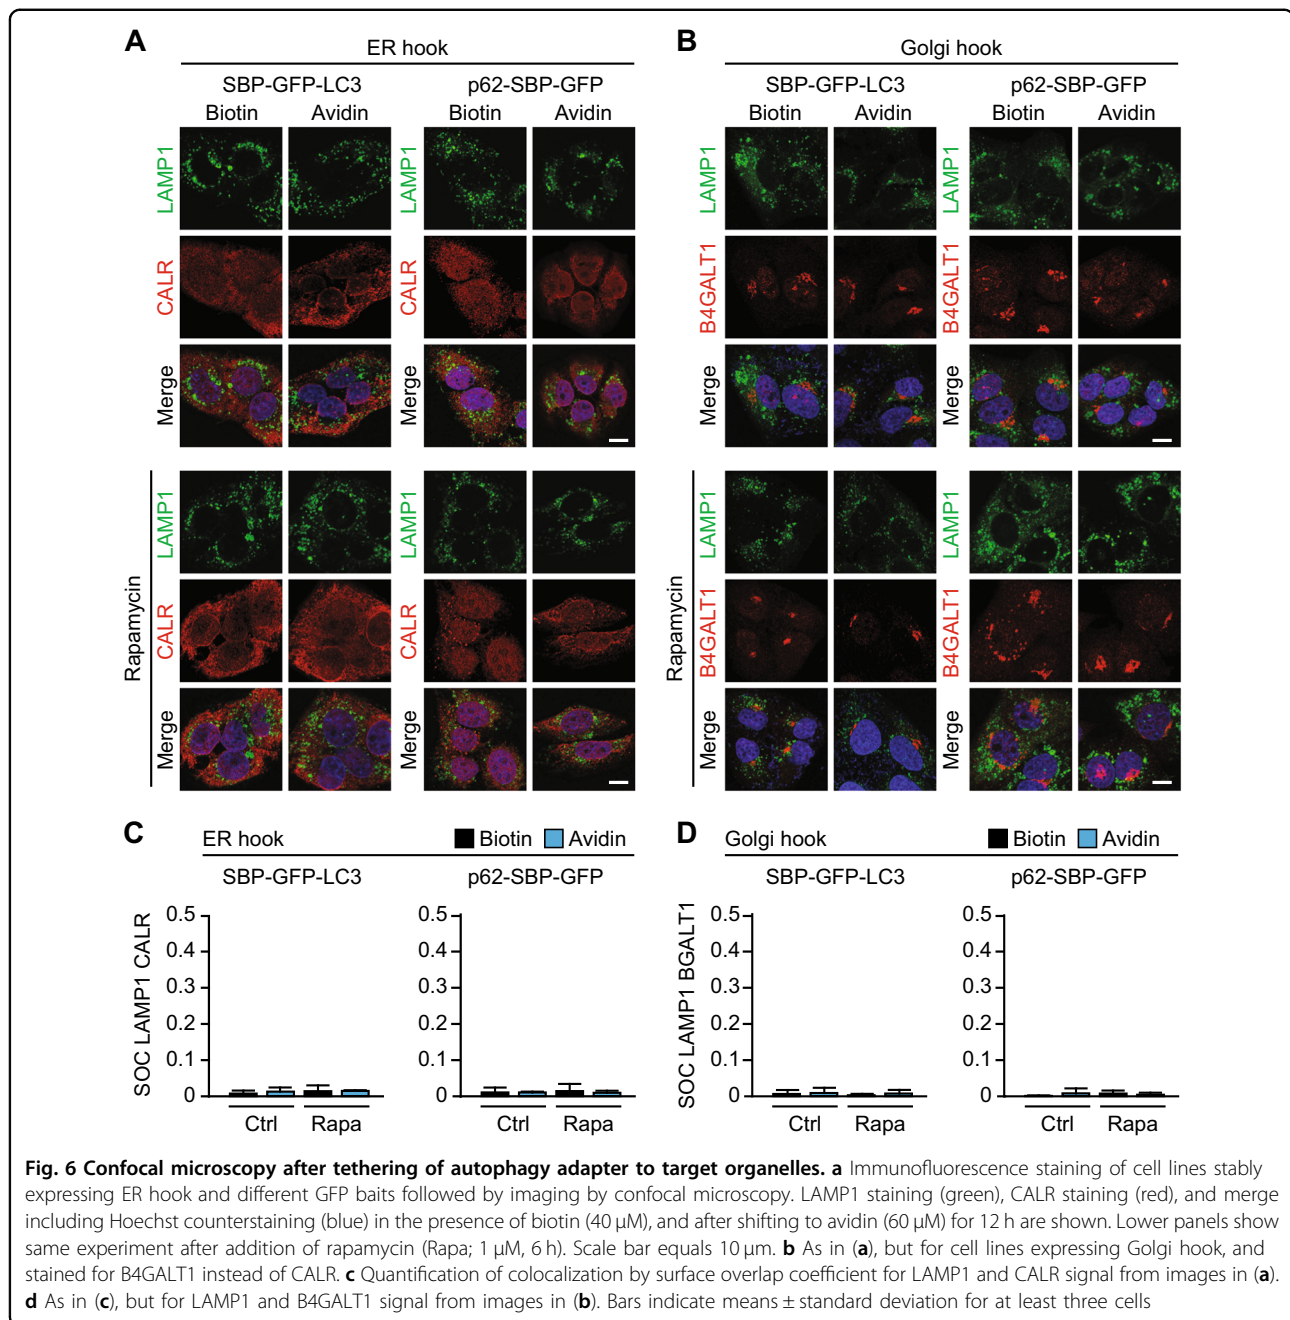 A
ER hook
SBP-GFP-LC3
p62-SBP-GFP
Biotin
Avidin
Biotin
Avidin
LAMP1
LAMP1
CALR
CALR
Merge
Merge
Rapamycin
LAMP1
LAMP1
CALR
CALR
Merge
Merge
B
Golgi hook
SBP-GFP-LC3
p62-SBP-GFP
Biotin
Avidin
Biotin
Avidin
LAMP1
LAMP1
B4GALT1
B4GALT1
Merge
Merge
Rapamycin
LAMP1
LAMP1
B4GALT1
B4GALT1
Merge
Merge
C
ER hook
Biotin
Avidin
SBP-GFP-LC3
p62-SBP-GFP
SOC LAMP1 CALR
0.5
0.4
0.3
0.2
0.1
0
Ctrl
Rapa
0.5
0.4
0.3
0.2
0.1
0
Ctrl
Rapa
D
Golgi hook
Biotin
Avidin
SBP-GFP-LC3
p62-SBP-GFP
SOC LAMP1 BGALT1
0.5
0.4
0.3
0.2
0.1
0
Ctrl
Rapa
0.5
0.4
0.3
0.2
0.1
0
Ctrl
Rapa
Fig. 6 Confocal microscopy after tethering of autophagy adapter to target organelles. a Immunofluorescence staining of cell lines stably
expressing ER hook and different GFP baits followed by imaging by confocal microscopy. LAMP1 staining (green), CALR staining (red), and merge
including Hoechst counterstaining (blue) in the presence of biotin (40 µM), and after shifting to avidin (60 µM) for 12 h are shown. Lower panels show
same experiment after addition of rapamycin (Rapa; 1 µM, 6 h). Scale bar equals 10 µm. b As in (a), but for cell lines expressing Golgi hook, and
stained for B4GALT1 instead of CALR. c Quantification of colocalization by surface overlap coefficient for LAMP1 and CALR signal from images in (a).
d As in (c), but for LAMP1 and B4GALT1 signal from images in (b). Bars indicate means ± standard deviation for at least three cells